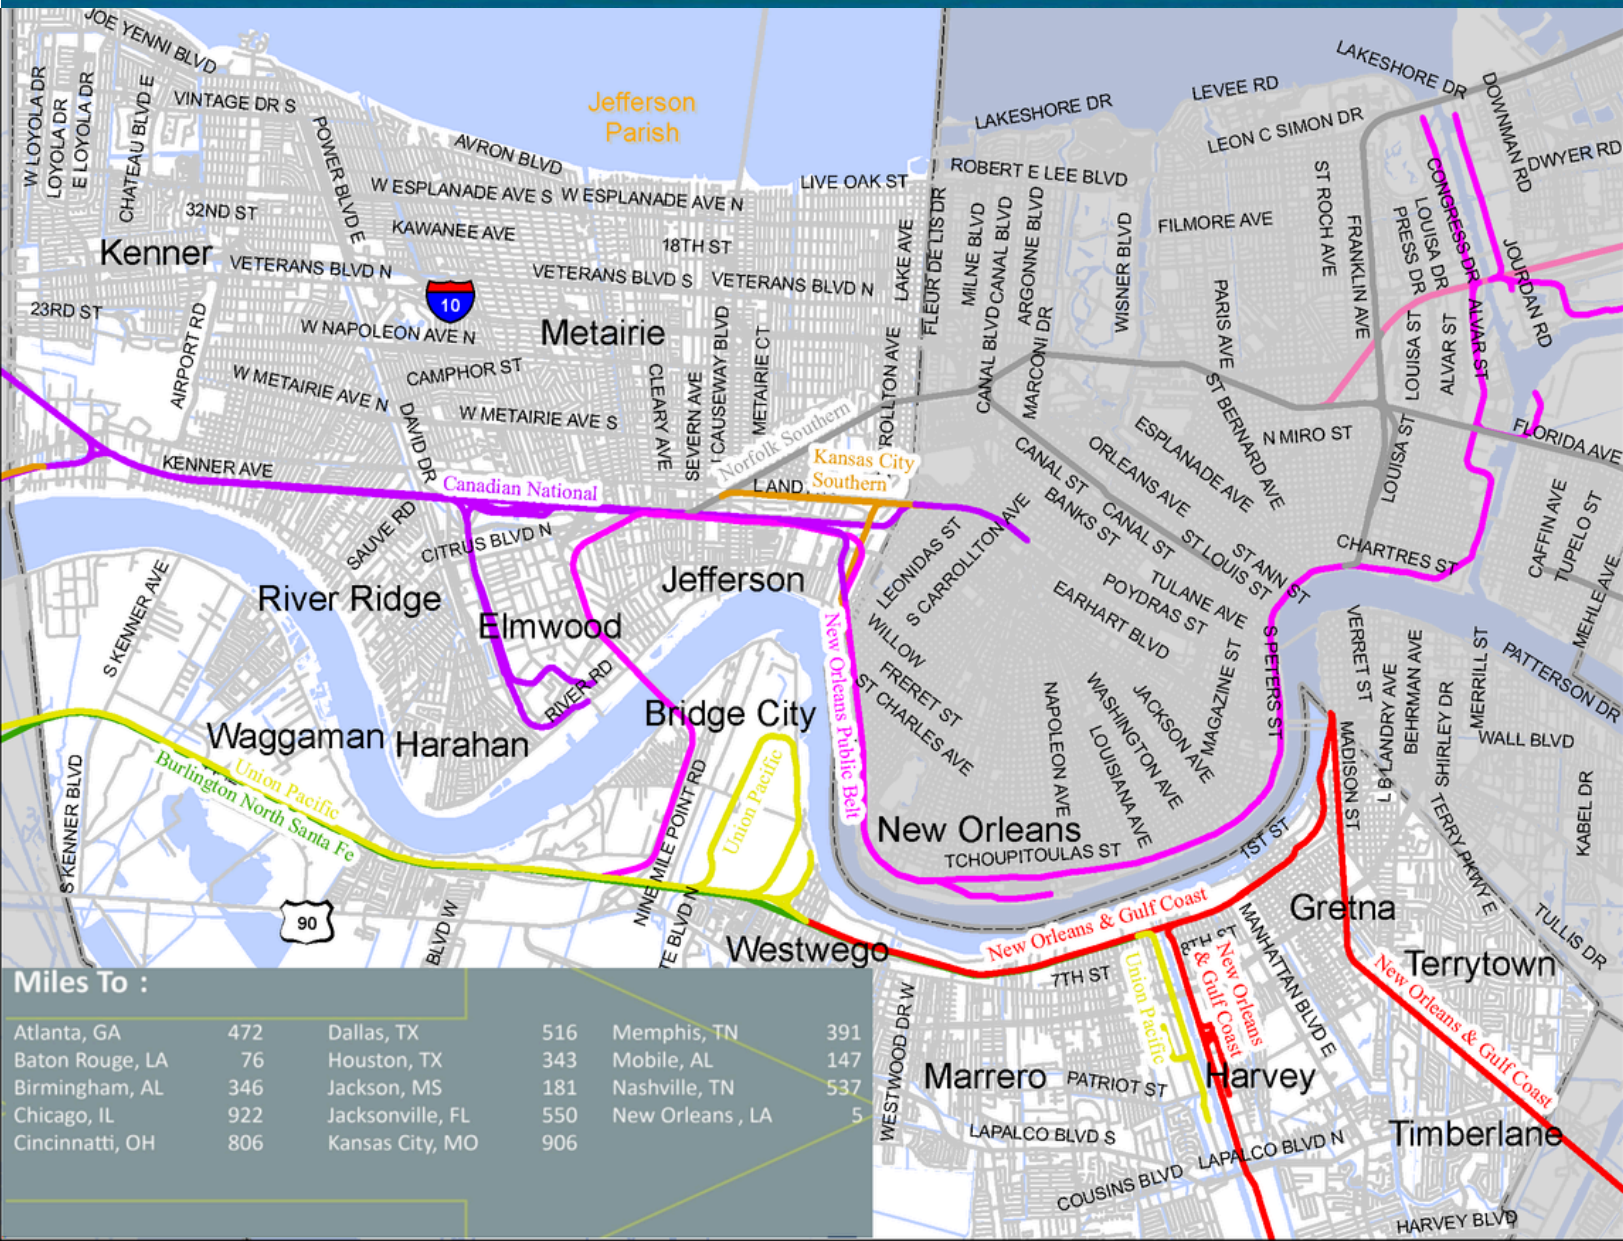 JOE YENNI BLVD
W LOYOLA DR
LOYOLA DR
E LOYOLA DR
CHATEAU BLVD E
VINTAGE DR S
POWER BLVD E
AVRON BLVD
Jefferson
Parish
LAKESHORE DR
LEVEE RD
LAKESHORE DR
DOWNMAN RD
DWYER RD
LEON C SIMON DR
ROBERT E LEE BLVD
LIVE OAK ST
W ESPLANADE AVE S
W ESPLANADE AVE N
32ND ST
KAWANEE AVE
18TH ST
Kenner
VETERANS BLVD N
VETERANS BLVD S
VETERANS BLVD N
LAKE AVE
FLEUR DE LIS DR
MILNE BLVD
CANAL BLVD
CANAL BLVD
ARGONNE BLVD
MARCONI DR
WISNER BLVD
FILMORE AVE
PARIS AVE
ST ROCH AVE
FRANKLIN AVE
PRESS DR
LOUISA DR
CONGRESS DR
JOURDAN RD
ALVAR ST
LOUISA ST
ALVAR ST
23RD ST
AIRPORT RD
10
W NAPOLEON AVE N
Metairie
CAMPHOR ST
W METAIRIE AVE N
W METAIRIE AVE S
DAVID DR
CLEARY AVE
SEVERN AVE
CAUSEWAY BLVD
METAIRIE CT
Norfolk Southern
ST BERNARD AVE
N MIRO ST
ESPLANADE AVE
ORLEANS AVE
CANAL ST
BANKS ST
CANAL ST
ST LOUIS ST
ST ANN ST
LOUISA ST
FLORIDA AVE
CAFFIN AVE
TUPELO ST
MEHLE AVE
CHARTRES ST
KENNER AVE
Canadian National
Kansas City
Southern
SAUVE RD
CITRUS BLVD N
River Ridge
Elmwood
Jefferson
LEONIDAS ST
S CARROLLTON AVE
WILLOW
FRERET ST
ST CHARLES AVE
EARHART BLVD
POYDRAS ST
TULANE AVE
S PETERS ST
MAGAZINE ST
JACKSON AVE
WASHINGTON AVE
LOUISIANA AVE
NAPOLEON AVE
New Orleans Public Belt
S KENNER AVE
RIVER RD
Bridge City
Waggaman
Harahan
Union Pacific
Burlington North Santa Fe
S KENNER BLVD
NINE MILE POINT RD
Union Pacific
New Orleans
TCHOUPITOULAS ST
1ST ST
VERRET ST
L B LANDRY AVE
BEHRMAN AVE
SHIRLEY DR
MERRILL ST
PATTERSON DR
WALL BLVD
MADISON ST
TERRY PKWY E
KABEL DR
TULLIS DR
90
BLVD W
Westwego
New Orleans & Gulf Coast
7TH ST
8TH ST
Gretna
MANHATTAN BLVD E
Terrytown
New Orleans & Gulf Coast
New Orleans
& Gulf Coast
Union Pacific
WESTWOOD DR W
Marrero
PATRIOT ST
Harvey
LAPALCO BLVD S
LAPALCO BLVD N
COUSINS BLVD
Timberlane
HARVEY BLVD
Miles To :
Atlanta, GA 472 Dallas, TX 516 Memphis, TN 391
Baton Rouge, LA 76 Houston, TX 343 Mobile, AL 147
Birmingham, AL 346 Jackson, MS 181 Nashville, TN 537
Chicago, IL 922 Jacksonville, FL 550 New Orleans , LA 5
Cincinnatti, OH 806 Kansas City, MO 906